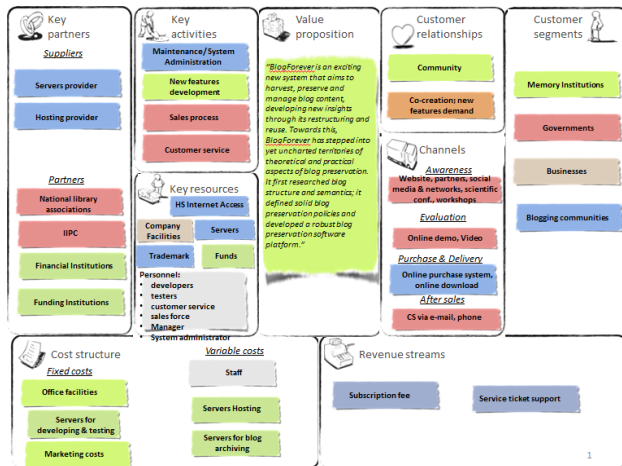 Key
partners
Suppliers
Servers provider
Hosting provider
Partners
National library
associations
IIPC
Financial Institutions
Funding Institutions
Key
activities
Maintenance/System
Administration
New features
development
Sales process
Customer service
Key resources
HS Internet Access
Company
Facilities
Servers
Trademark
Funds
Personnel:
• developers
• testers
• customer service
• sales force
• Manager
• System administrator
Value
proposition
"BlogForever is an exciting
new system that aims to
harvest, preserve and
manage blog content,
developing new insights
through its restructuring and
reuse. Towards this,
BlogForever has stepped into
yet uncharted territories of
theoretical and practical
aspects of blog preservation.
It first researched blog
structure and semantics; it
defined solid blog
preservation policies and
developed a robust blog
preservation software
platform."
Customer
relationships
Community
Co-creation; new
features demand
Channels
Awareness
Website, partners, social
media & networks, scientific
conf., workshops
Evaluation
Online demo, Video
Purchase & Delivery
Online purchase system,
online download
After sales
CS via e-mail, phone
Customer
segments
Memory Institutions
Governments
Businesses
Blogging communities
Cost structure
Fixed costs
Office facilities
Servers for
developing & testing
Marketing costs
Variable costs
Staff
Servers Hosting
Servers for blog
archiving
Revenue streams
Subscription fee
Service ticket support
1